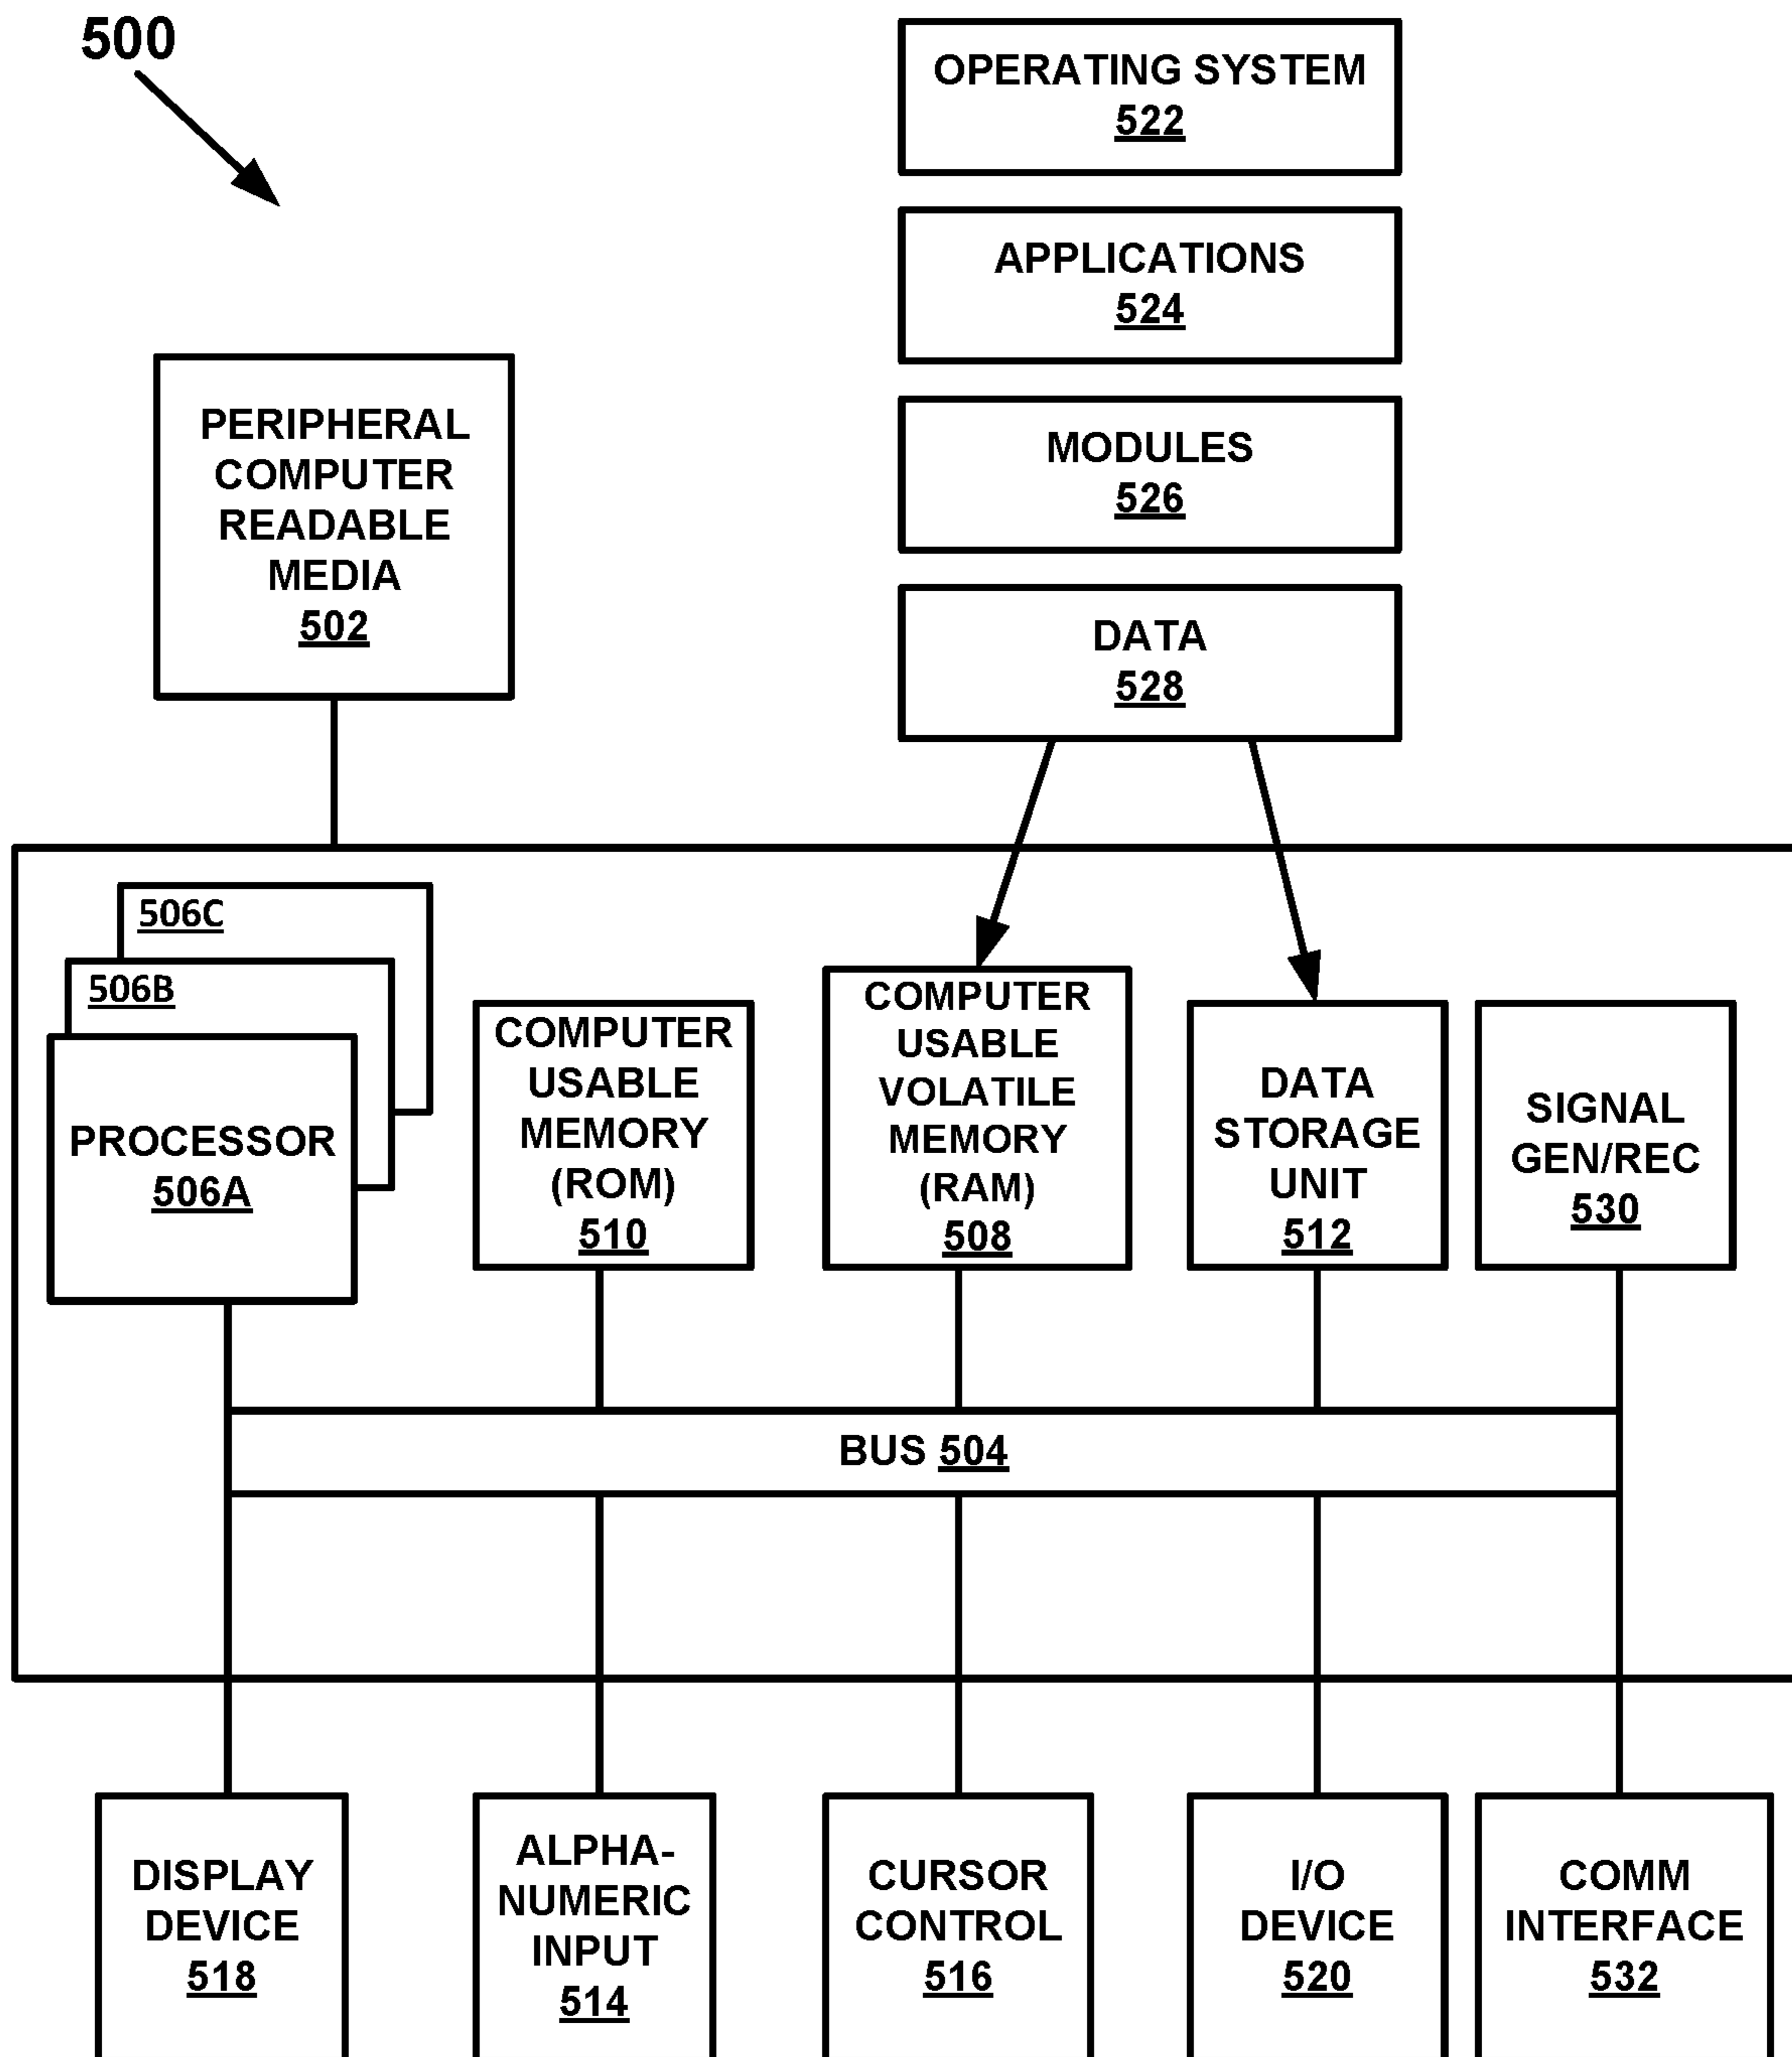 500
OPERATING SYSTEM
522
APPLICATIONS
524
MODULES
526
DATA
528
PERIPHERAL
COMPUTER
READABLE
MEDIA
502
506C
506B
PROCESSOR
506A
COMPUTER
USABLE
MEMORY
(ROM)
510
COMPUTER
USABLE
VOLATILE
MEMORY
(RAM)
508
DATA
STORAGE
UNIT
512
SIGNAL
GEN/REC
530
BUS 504
DISPLAY
DEVICE
518
ALPHA-
NUMERIC
INPUT
514
CURSOR
CONTROL
516
I/O
DEVICE
520
COMM
INTERFACE
532